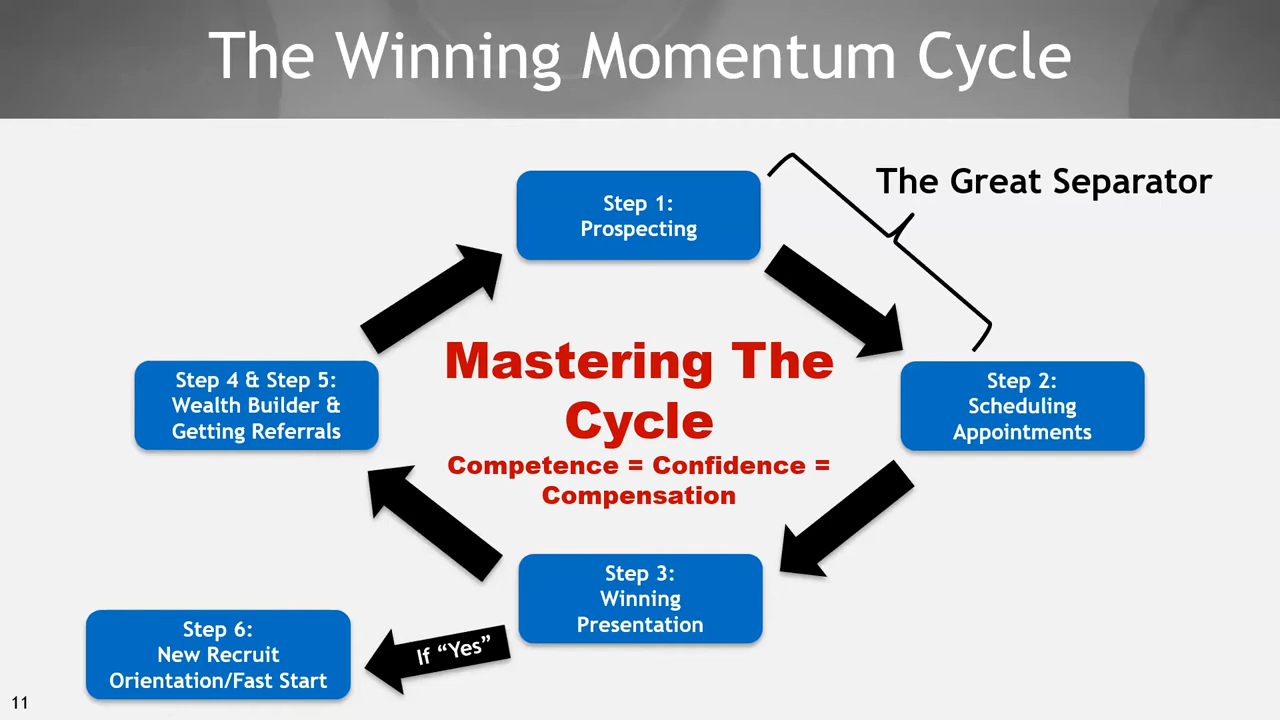 The Winning Momentum Cycle
The Great Separator
Step 1:
Prospecting
Mastering The
Cycle
Competence = Confidence =
Compensation
Step 4 & Step 5:
Wealth Builder &
Getting Referrals
Step 2:
Scheduling
Appointments
Step 3:
Winning
Presentation
If “Yes”
Step 6:
New Recruit
Orientation/Fast Start
11